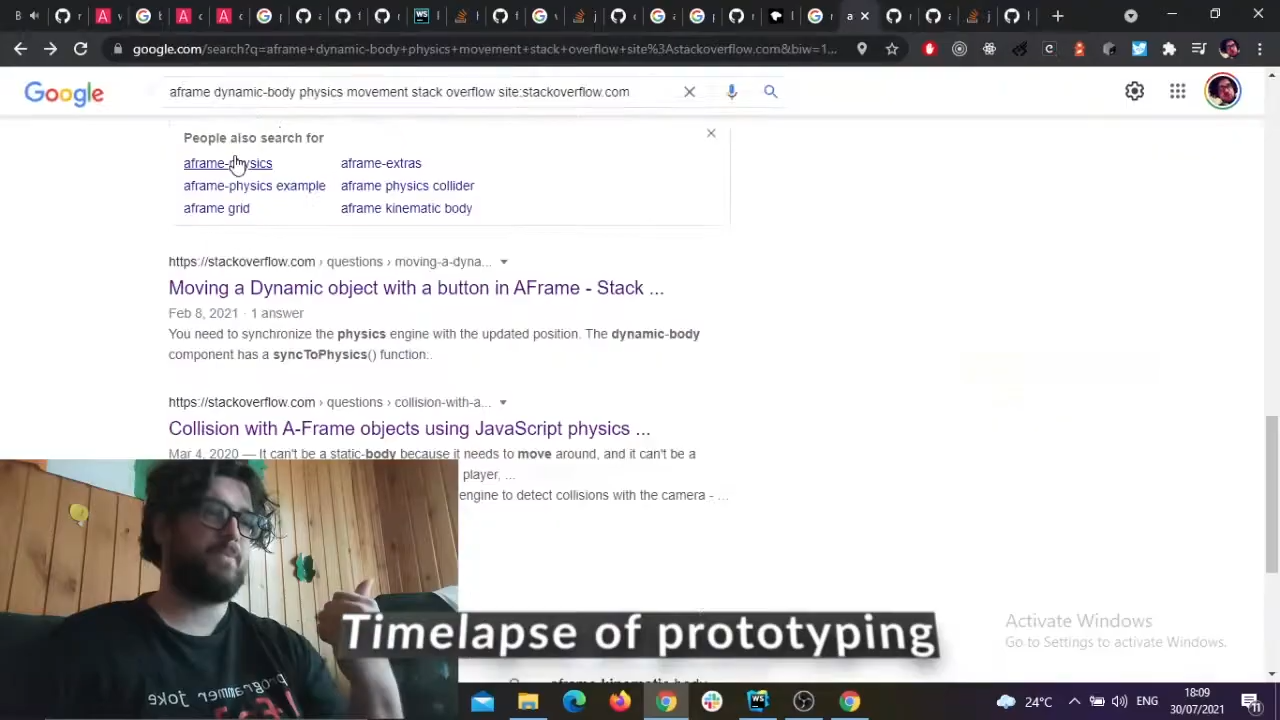 google.com/search?q=aframe+dynamic-body+physics+movement+stack+overflow+site%3Astackoverflow.com&biw=1...
Google
aframe dynamic-body physics movement stack overflow site:stackoverflow.com
People also search for
aframe-physics
aframe-extras
aframe-physics example
aframe physics collider
aframe grid
aframe kinematic body
https://stackoverflow.com › questions › moving-a-dyna...
Moving a Dynamic object with a button in AFrame - Stack ...
Feb 8, 2021 · 1 answer
You need to synchronize the physics engine with the updated position. The dynamic-body
component has a syncToPhysics() function..
https://stackoverflow.com › questions › collision-with-a...
Collision with A-Frame objects using JavaScript physics ...
Mar 4, 2020 — It can't be a static-body because it needs to move around, and it can't be a
player, ...
engine to detect collisions with the camera - ...
programmer joke
Timelapse of prototyping
Activate Windows
Go to Settings to activate Windows.
aframe kinematic body
24°C
ENG
18:09
30/07/2021